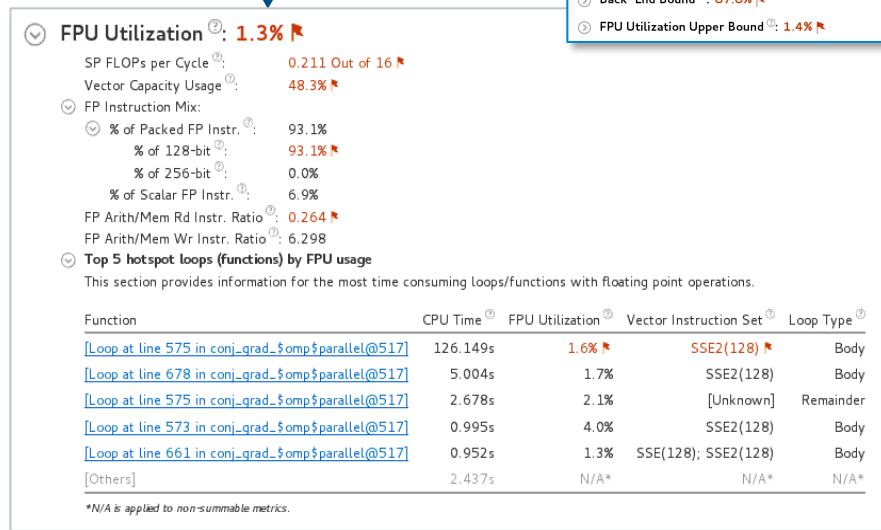 Back-End Bound ?:
FPU Utilization Upper Bound ?: 1.4%
FPU Utilization ?: 1.3%
SP FLOPs per Cycle ?: 0.211 Out of 16
Vector Capacity Usage ?: 48.3%
FP Instruction Mix:
% of Packed FP Instr. ?: 93.1%
% of 128-bit ?: 93.1%
% of 256-bit ?: 0.0%
% of Scalar FP Instr. ?: 6.9%
FP Arith/Mem Rd Instr. Ratio ?: 0.264
FP Arith/Mem Wr Instr. Ratio ?: 6.298
Top 5 hotspot loops (functions) by FPU usage
This section provides information for the most time consuming loops/functions with floating point operations.
Function CPU Time ? FPU Utilization ? Vector Instruction Set ? Loop Type ?
[Loop at line 575 in conj_grad_$omp$parallel@517] 126.149s 1.6% SSE2(128) Body
[Loop at line 678 in conj_grad_$omp$parallel@517] 5.004s 1.7% SSE2(128) Body
[Loop at line 575 in conj_grad_$omp$parallel@517] 2.678s 2.1% [Unknown] Remainder
[Loop at line 573 in conj_grad_$omp$parallel@517] 0.995s 4.0% SSE2(128) Body
[Loop at line 661 in conj_grad_$omp$parallel@517] 0.952s 1.3% SSE(128); SSE2(128) Body
[Others] 2.437s N/A* N/A* N/A*
*N/A is applied to non-summable metrics.